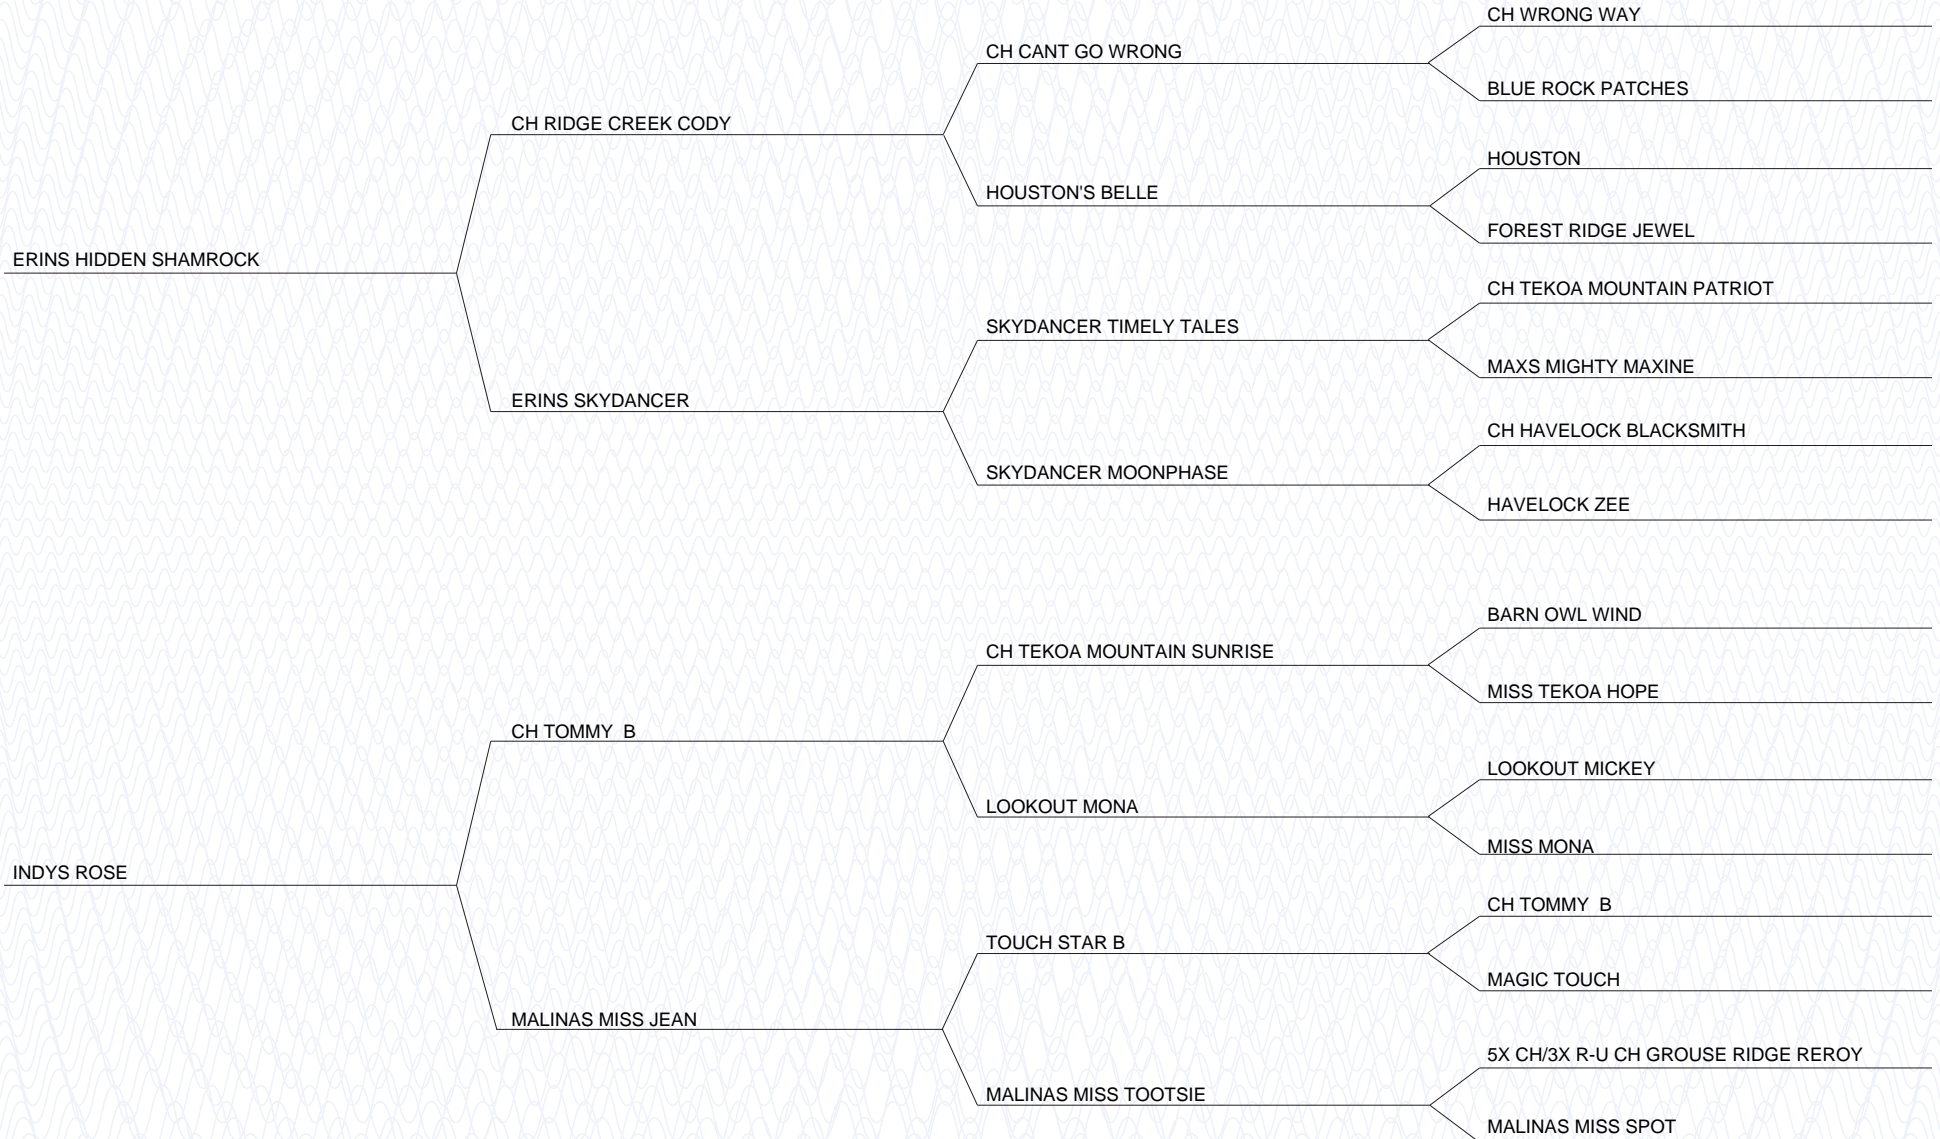 CH WRONG WAY
CH CANT GO WRONG
BLUE ROCK PATCHES
CH RIDGE CREEK CODY
HOUSTON
HOUSTON'S BELLE
FOREST RIDGE JEWEL
ERINS HIDDEN SHAMROCK
CH TEKOA MOUNTAIN PATRIOT
SKYDANCER TIMELY TALES
MAXS MIGHTY MAXINE
ERINS SKYDANCER
CH HAVELOCK BLACKSMITH
SKYDANCER MOONPHASE
HAVELOCK ZEE
BARN OWL WIND
CH TEKOA MOUNTAIN SUNRISE
MISS TEKOA HOPE
CH TOMMY  B
LOOKOUT MICKEY
LOOKOUT MONA
MISS MONA
INDYS ROSE
CH TOMMY  B
TOUCH STAR B
MAGIC TOUCH
MALINAS MISS JEAN
5X CH/3X R-U CH GROUSE RIDGE REROY
MALINAS MISS TOOTSIE
MALINAS MISS SPOT